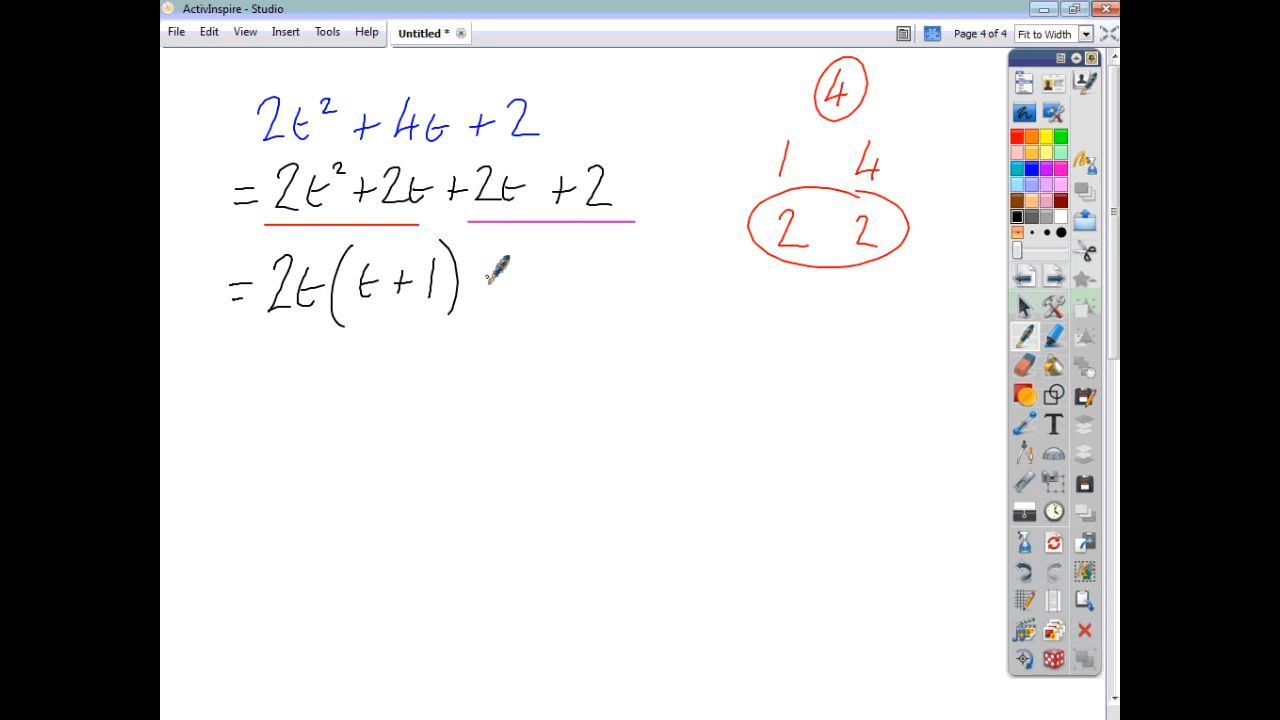 ActivInspire - Studio
File Edit View Insert Tools Help Untitled * Page 4 of 4 Fit to Width
2t² + 4t + 2
= 2t² + 2t + 2t + 2
= 2t(t + 1)
4
1 4
2 2
T